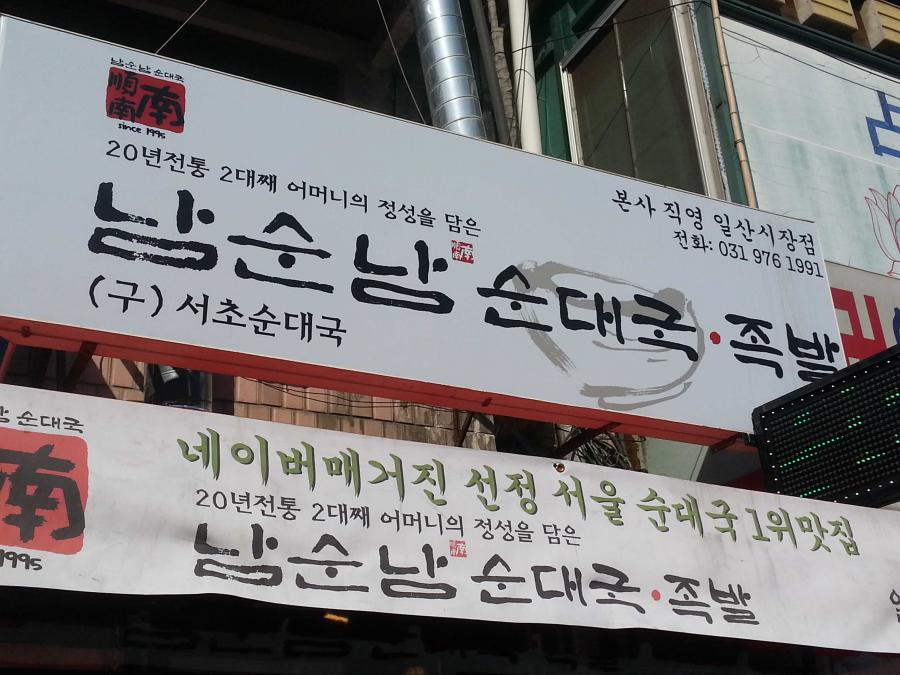 남순남 순대국
順南 南
since 1995
20년전통 2대째 어머니의 정성을 담은
남순남 순대국·족발
(구) 서초순대국
본사 직영 일산시장점
전화: 031 976 1991
순대국
南
1995
네이버매거진 선정 서울 순대국 1위맛집
20년전통 2대째 어머니의 정성을 담은
남순남 순대국·족발